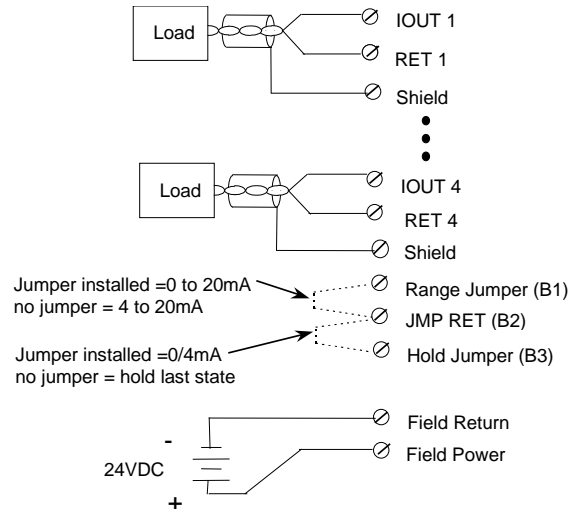 Load
IOUT 1
RET 1
Shield
Load
IOUT 4
RET 4
Shield
Jumper installed =0 to 20mA
no jumper = 4 to 20mA
Range Jumper (B1)
JMP RET (B2)
Jumper installed =0/4mA
no jumper = hold last state
Hold Jumper (B3)
Field Return
-
24VDC
Field Power
+